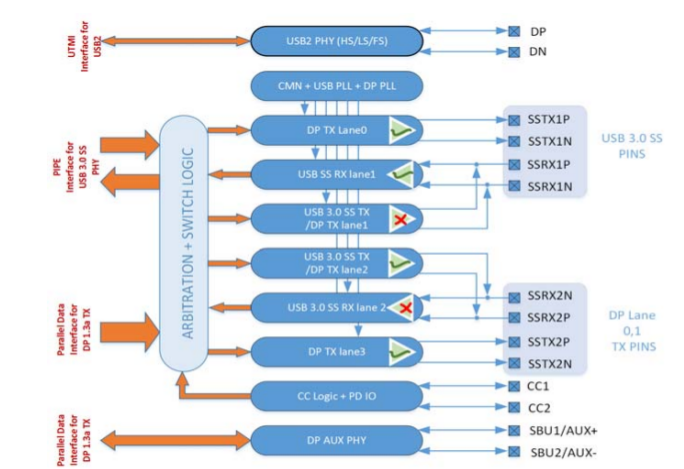 UTMI
Interface for
USB2
USB2 PHY (HS/LS/FS)
DP
DN
CMN + USB PLL + DP PLL
DP TX Lane0
SSTX1P
SSTX1N
USB 3.0 SS
PINS
PIPE
Interface for
USB 3.0 SS
PHY
USB SS RX lane1
SSRX1P
SSRX1N
ARBITRATION + SWITCH LOGIC
USB 3.0 SS TX
/DP TX lane1
USB 3.0 SS TX
/DP TX lane2
Parallel Data
Interface for
DP 1.3a TX
USB 3.0 SS RX lane 2
SSRX2N
SSRX2P
DP Lane
0,1
TX PINS
DP TX lane3
SSTX2P
SSTX2N
CC Logic + PD IO
CC1
CC2
Parallel Data
Interface for
DP 1.3a TX
DP AUX PHY
SBU1/AUX+
SBU2/AUX-